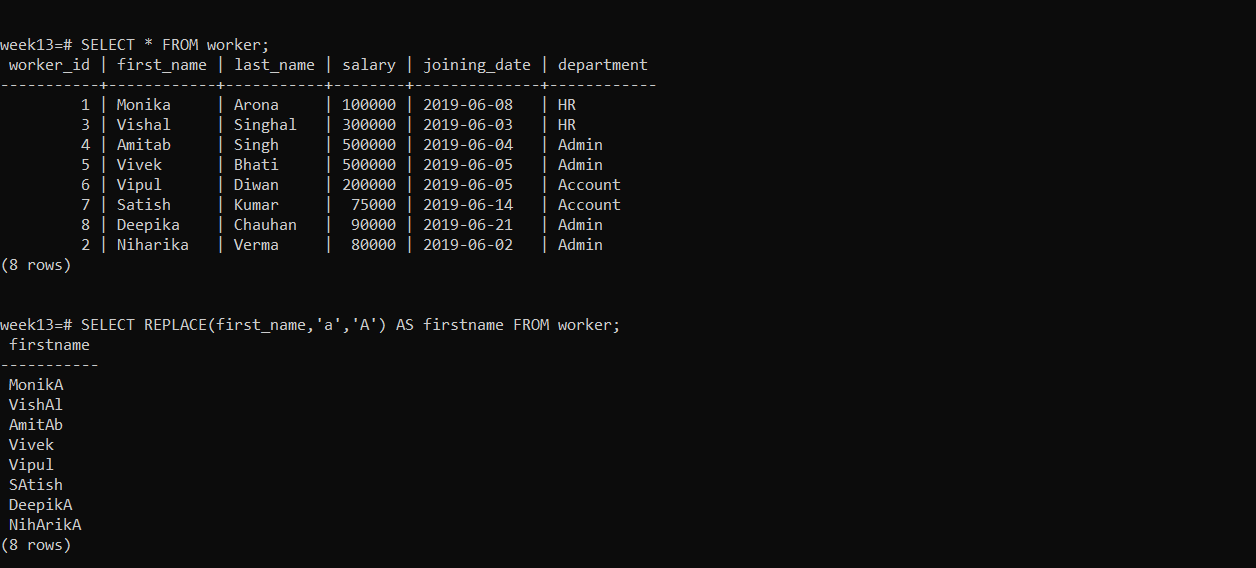 week13=# SELECT * FROM worker;
 worker_id | first_name | last_name | salary | joining_date | department
-----------+------------+-----------+--------+--------------+------------
         1 | Monika     | Arona     | 100000 | 2019-06-08   | HR
         3 | Vishal     | Singhal   | 300000 | 2019-06-03   | HR
         4 | Amitab     | Singh     | 500000 | 2019-06-04   | Admin
         5 | Vivek      | Bhati     | 500000 | 2019-06-05   | Admin
         6 | Vipul      | Diwan     | 200000 | 2019-06-05   | Account
         7 | Satish     | Kumar     |  75000 | 2019-06-14   | Account
         8 | Deepika    | Chauhan   |  90000 | 2019-06-21   | Admin
         2 | Niharika   | Verma     |  80000 | 2019-06-02   | Admin
(8 rows)
week13=# SELECT REPLACE(first_name,'a','A') AS firstname FROM worker;
 firstname
-----------
 MonikA
 VishAl
 AmitAb
 Vivek
 Vipul
 SAtish
 DeepikA
 NihArikA
(8 rows)